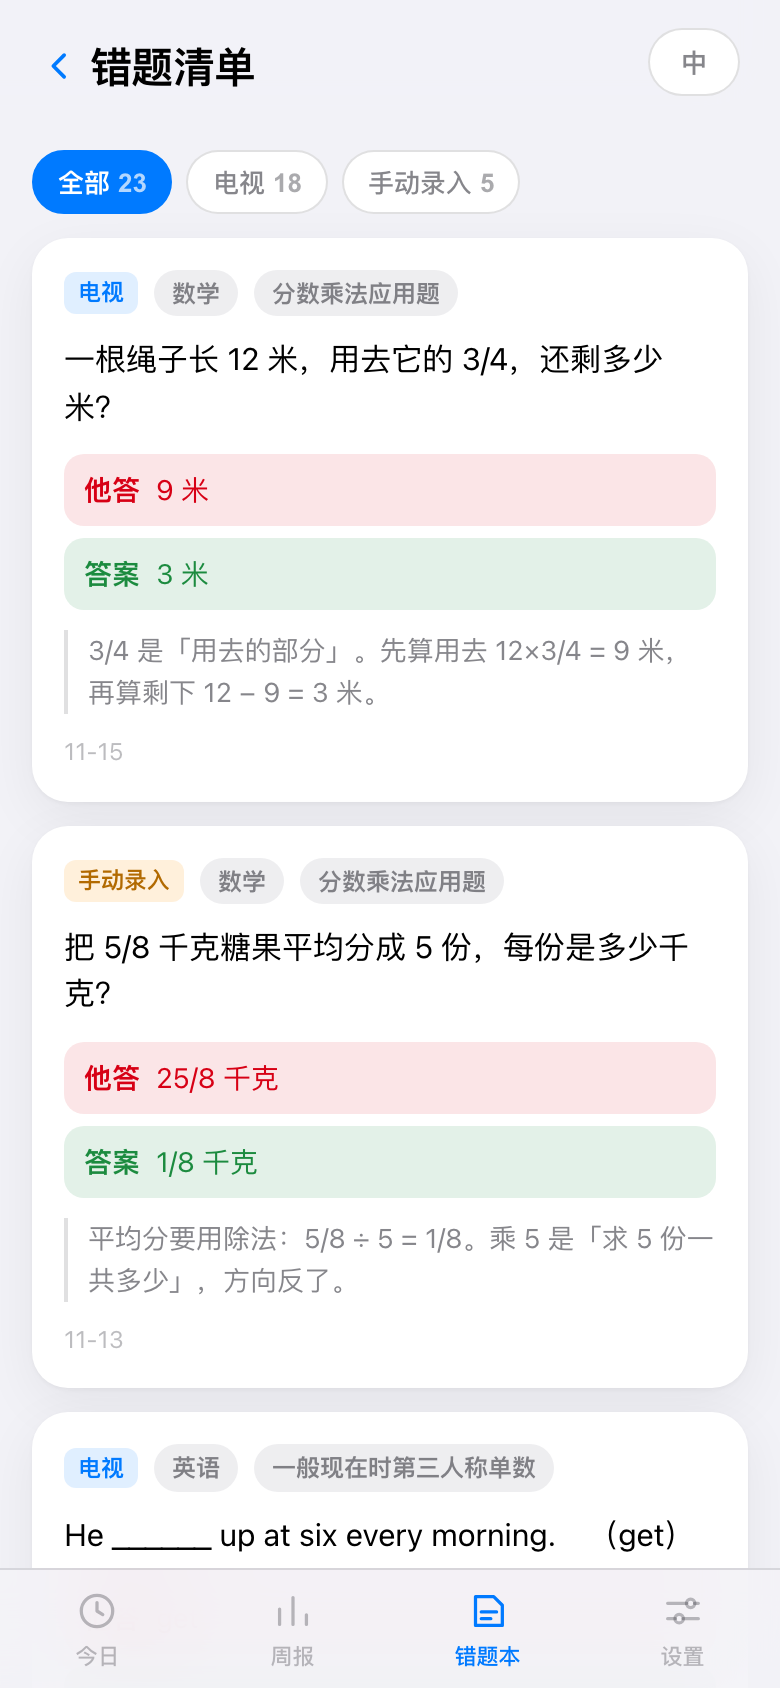 错题清单
中
全部 23
电视 18
手动录入 5
电视 数学 分数乘法应用题
一根绳子长 12 米，用去它的 3/4，还剩多少
米？
他答 9 米
答案 3 米
3/4 是「用去的部分」。先算用去 12×3/4 = 9 米，
再算剩下 12 − 9 = 3 米。
11-15
手动录入 数学 分数乘法应用题
把 5/8 千克糖果平均分成 5 份，每份是多少千
克？
他答 25/8 千克
答案 1/8 千克
平均分要用除法：5/8 ÷ 5 = 1/8。乘 5 是「求 5 份一
共多少」，方向反了。
11-13
电视 英语 一般现在时第三人称单数
He ______ up at six every morning. （get）
今日
周报
错题本
设置